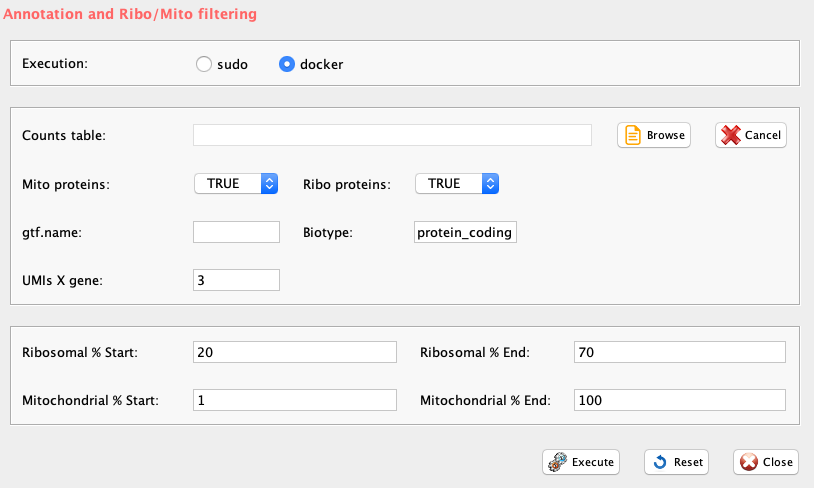 Annotation and Ribo/Mito filtering
Execution: sudo docker
Counts table: Browse Cancel
Mito proteins: TRUE Ribo proteins: TRUE
gtf.name: Biotype: protein_coding
UMIs X gene: 3
Ribosomal % Start: 20 Ribosomal % End: 70
Mitochondrial % Start: 1 Mitochondrial % End: 100
Execute Reset Close